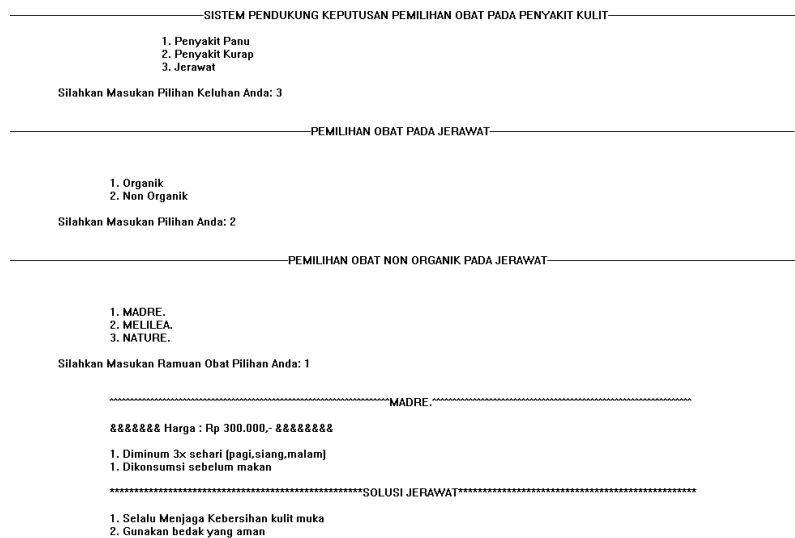 SISTEM PENDUKUNG KEPUTUSAN PEMILIHAN OBAT PADA PENYAKIT KULIT
1. Penyakit Panu
2. Penyakit Kurap
3. Jerawat
Silahkan Masukan Pilihan Keluhan Anda: 3
PEMILIHAN OBAT PADA JERAWAT
1. Organik
2. Non Organik
Silahkan Masukan Pilihan Anda: 2
PEMILIHAN OBAT NON ORGANIK PADA JERAWAT
1. MADRE.
2. MELILEA.
3. NATURE.
Silahkan Masukan Ramuan Obat Pilihan Anda: 1
MADRE.
&&&&&&& Harga : Rp 300.000,- &&&&&&&&
1. Diminum 3x sehari (pagi,siang,malam)
1. Dikonsumsi sebelum makan
SOLUSI JERAWAT
1. Selalu Menjaga Kebersihan kulit muka
2. Gunakan bedak yang aman